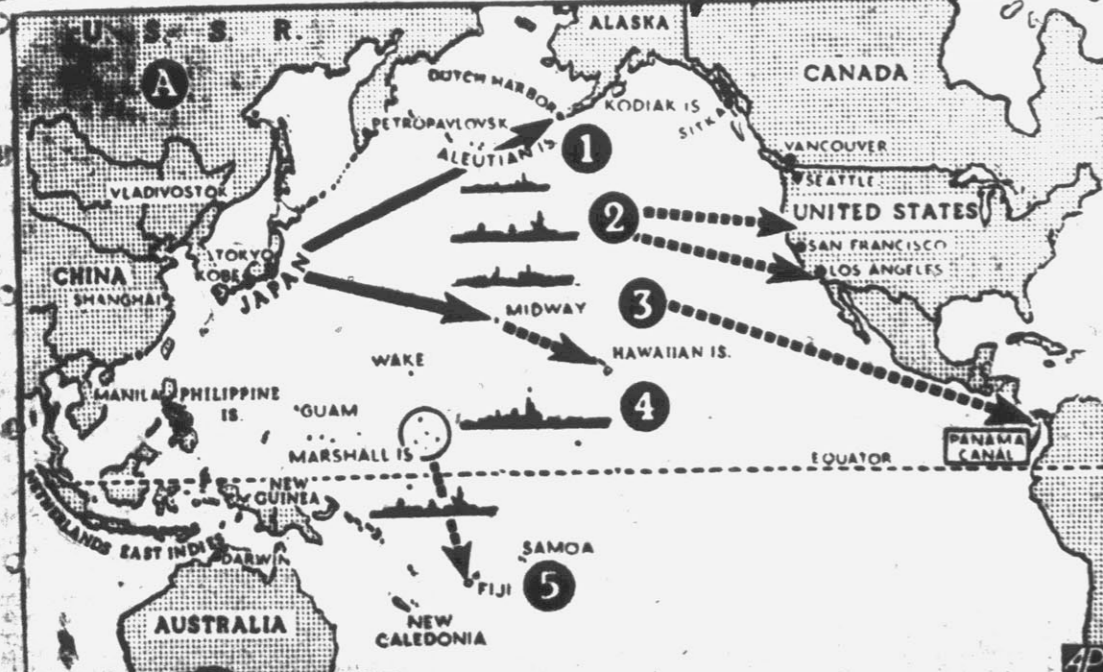 U. S. S. R.
A
ALASKA
CANADA
DUTCH HARBOR
KODIAK IS
SITKA
PETROPAVLOVSK
ALEUTIAN IS.
1
VANCOUVER
SEATTLE
VLADIVOSTOK
2
UNITED STATES
SAN FRANCISCO
LOS ANGELES
TOKYO
KOBE
JAPAN
CHINA
SHANGHAI
3
MIDWAY
HAWAIIAN IS.
WAKE
MANILA
PHILIPPINE
IS.
GUAM
4
MARSHALL IS
PANAMA
CANAL
EQUATOR
NEW
GUINEA
NETHERLANDS EAST INDIES
DARWIN
SAMOA
FIJI
5
NEW
CALEDONIA
AUSTRALIA
AP